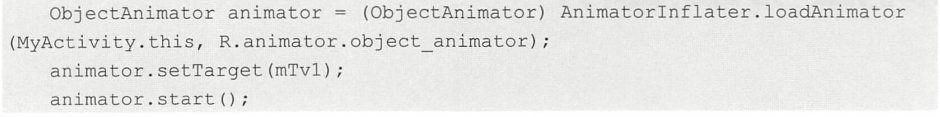 ObjectAnimator animator = (ObjectAnimator) AnimatorInflater.loadAnimator
(MyActivity.this, R.animator.object_animator);
animator.setTarget(mTv1);
animator.start();